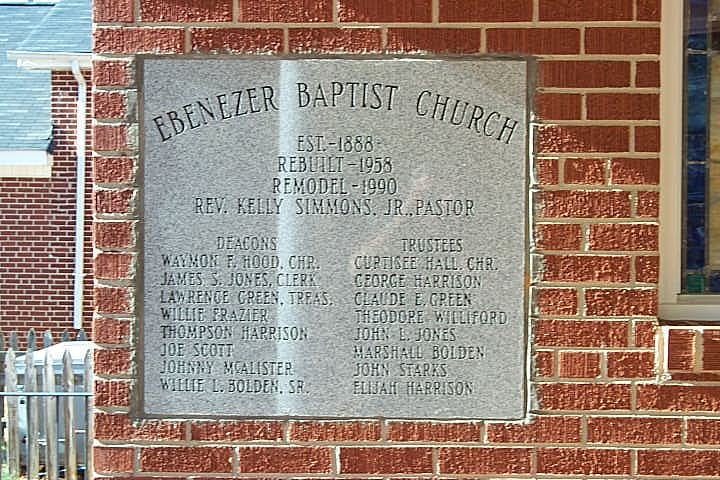 EBENEZER BAPTIST CHURCH
EST.-1888
REBUILT-1958
REMODEL-1990
REV. KELLY SIMMONS, JR., PASTOR
DEACONS
WAYMON F. HOOD, CHR.
JAMES S. JONES, CLERK
LAWRENCE GREEN, TREAS.
WILLIE FRAZIER
THOMPSON HARRISON
JOE SCOTT
JOHNNY MCALISTER
WILLIE L. BOLDEN, SR.
TRUSTEES
CURTISEE HALL, CHR.
GEORGE HARRISON
CLAUDE E. GREEN
THEODORE WILLIFORD
JOHN L. JONES
MARSHALL BOLDEN
JOHN STARKS
ELIJAH HARRISON